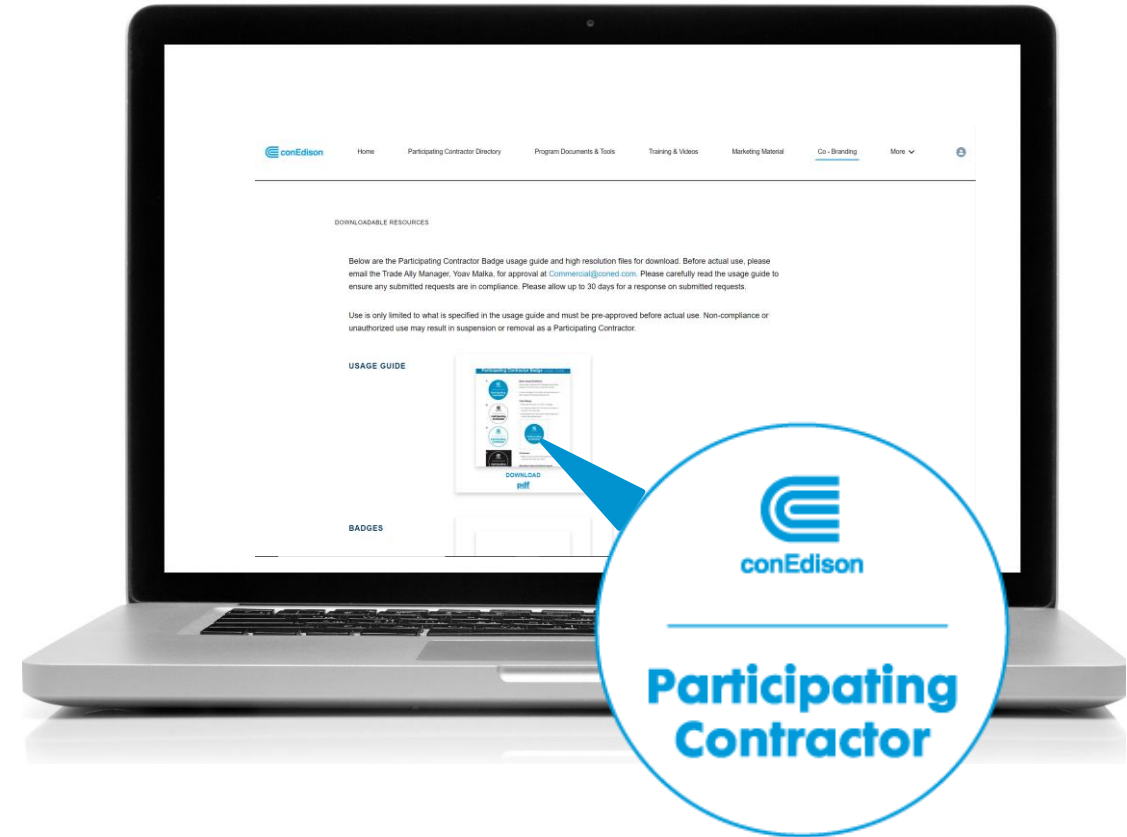 conEdison
Home
Participating Contractor Directory
Program Documents & Tools
Training & Videos
Marketing Material
Co - Branding
More
DOWNLOADABLE RESOURCES
Below are the Participating Contractor Badge usage guide and high resolution files for download. Before actual use, please
email the Trade Ally Manager, Yoav Malka, for approval at Commercial@coned.com. Please carefully read the usage guide to
ensure any submitted requests are in compliance. Please allow up to 30 days for a response on submitted requests.
Use is only limited to what is specified in the usage guide and must be pre-approved before actual use. Non-compliance or
unauthorized use may result in suspension or removal as a Participating Contractor.
USAGE GUIDE
Participating Contractor Badge
DOWNLOAD
pdf
BADGES
conEdison
Participating
Contractor